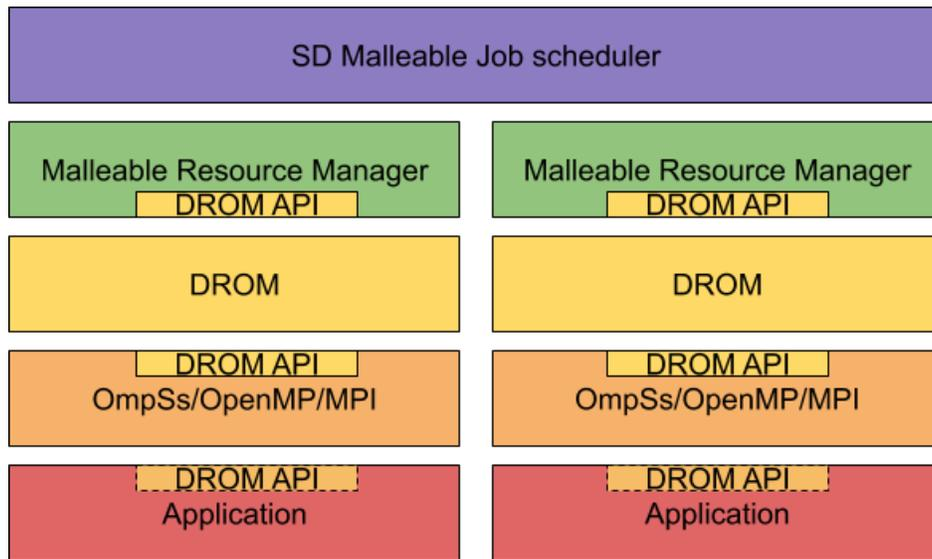 SD Malleable Job scheduler
Malleable Resource Manager
DROM API
Malleable Resource Manager
DROM API
DROM
DROM
DROM API
OmpSs/OpenMP/MPI
DROM API
OmpSs/OpenMP/MPI
DROM API
Application
DROM API
Application